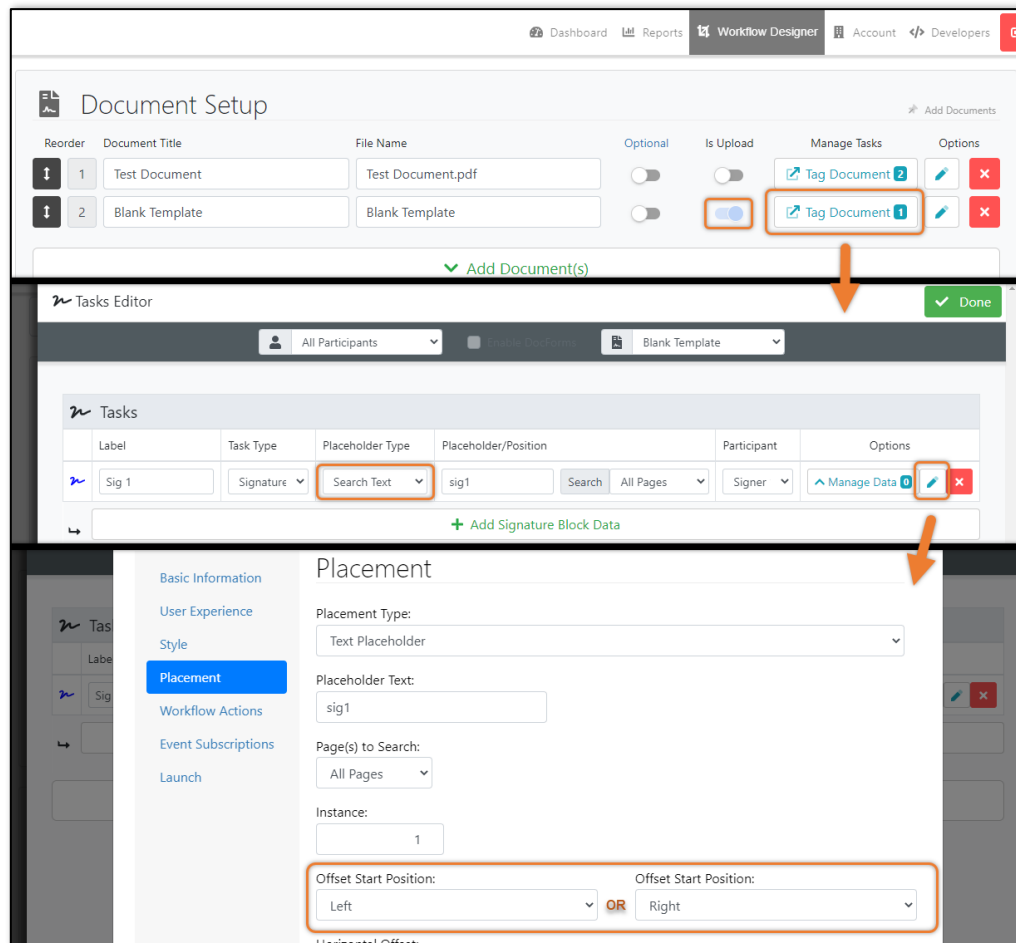 Dashboard Reports Workflow Designer Account Developers
Document Setup
Add Documents
Reorder Document Title File Name Optional Is Upload Manage Tasks Options
1 Test Document Test Document.pdf Tag Document 2
2 Blank Template Blank Template Tag Document 1
Add Document(s)
Tasks Editor Done
All Participants Enable DocForms Blank Template
Tasks
Label Task Type Placeholder Type Placeholder/Position Participant Options
Sig 1 Signature Search Text sig1 Search All Pages Signer Manage Data 0
+ Add Signature Block Data
Basic Information
User Experience
Style
Placement
Workflow Actions
Event Subscriptions
Launch
Tas
Labe
Sig
Placement
Placement Type:
Text Placeholder
Placeholder Text:
sig1
Page(s) to Search:
All Pages
Instance:
1
Offset Start Position: Offset Start Position:
Left OR Right
Horizontal Offset: